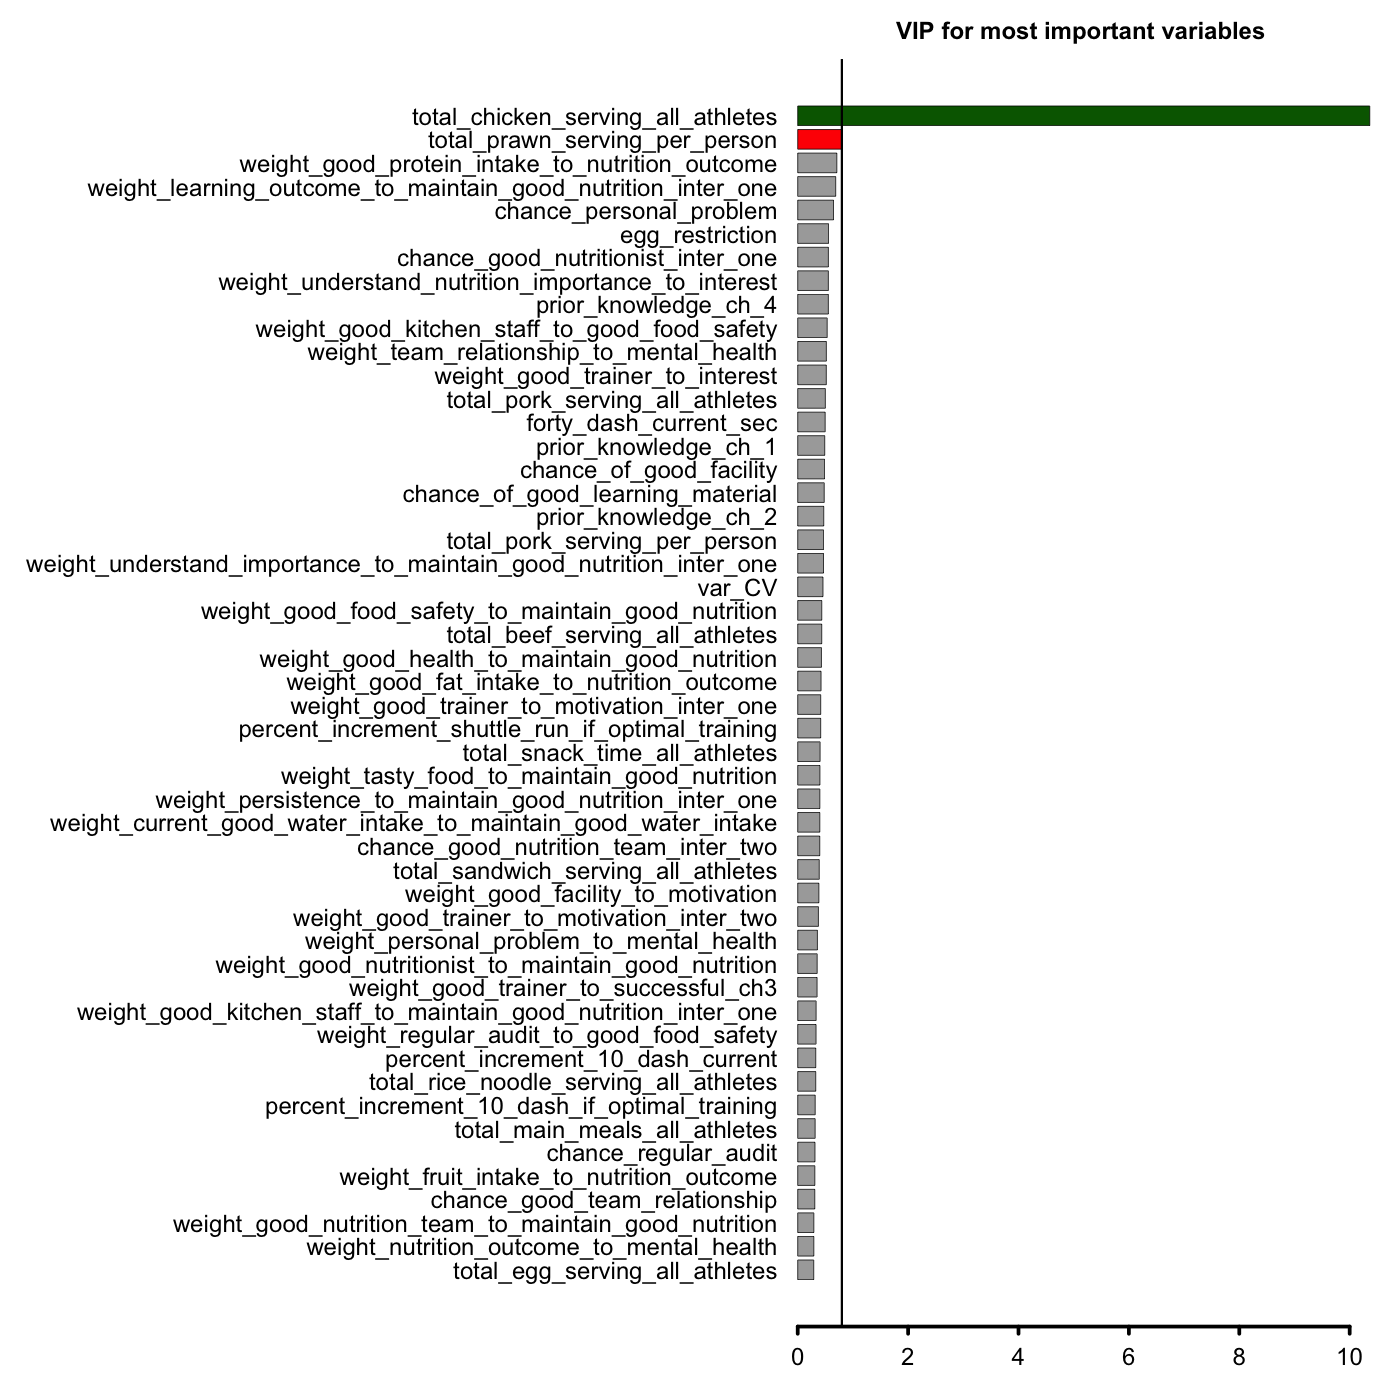 VIP for most important variables
total_chicken_serving_all_athletes
total_prawn_serving_per_person
weight_good_protein_intake_to_nutrition_outcome
weight_learning_outcome_to_maintain_good_nutrition_inter_one
chance_personal_problem
egg_restriction
chance_good_nutritionist_inter_one
weight_understand_nutrition_importance_to_interest
prior_knowledge_ch_4
weight_good_kitchen_staff_to_good_food_safety
weight_team_relationship_to_mental_health
weight_good_trainer_to_interest
total_pork_serving_all_athletes
forty_dash_current_sec
prior_knowledge_ch_1
chance_of_good_facility
chance_of_good_learning_material
prior_knowledge_ch_2
total_pork_serving_per_person
weight_understand_importance_to_maintain_good_nutrition_inter_one
var_CV
weight_good_food_safety_to_maintain_good_nutrition
total_beef_serving_all_athletes
weight_good_health_to_maintain_good_nutrition
weight_good_fat_intake_to_nutrition_outcome
weight_good_trainer_to_motivation_inter_one
percent_increment_shuttle_run_if_optimal_training
total_snack_time_all_athletes
weight_tasty_food_to_maintain_good_nutrition
weight_persistence_to_maintain_good_nutrition_inter_one
weight_current_good_water_intake_to_maintain_good_water_intake
chance_good_nutrition_team_inter_two
total_sandwich_serving_all_athletes
weight_good_facility_to_motivation
weight_good_trainer_to_motivation_inter_two
weight_personal_problem_to_mental_health
weight_good_nutritionist_to_maintain_good_nutrition
weight_good_trainer_to_successful_ch3
weight_good_kitchen_staff_to_maintain_good_nutrition_inter_one
weight_regular_audit_to_good_food_safety
percent_increment_10_dash_current
total_rice_noodle_serving_all_athletes
percent_increment_10_dash_if_optimal_training
total_main_meals_all_athletes
chance_regular_audit
weight_fruit_intake_to_nutrition_outcome
chance_good_team_relationship
weight_good_nutrition_team_to_maintain_good_nutrition
weight_nutrition_outcome_to_mental_health
total_egg_serving_all_athletes
0 2 4 6 8 10